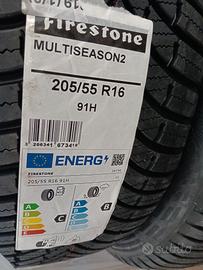 Firestone
MULTISEASON2
205/55 R16
91H
ENERG
FIRESTONE
205/55 R16 91H
C
B
Subito